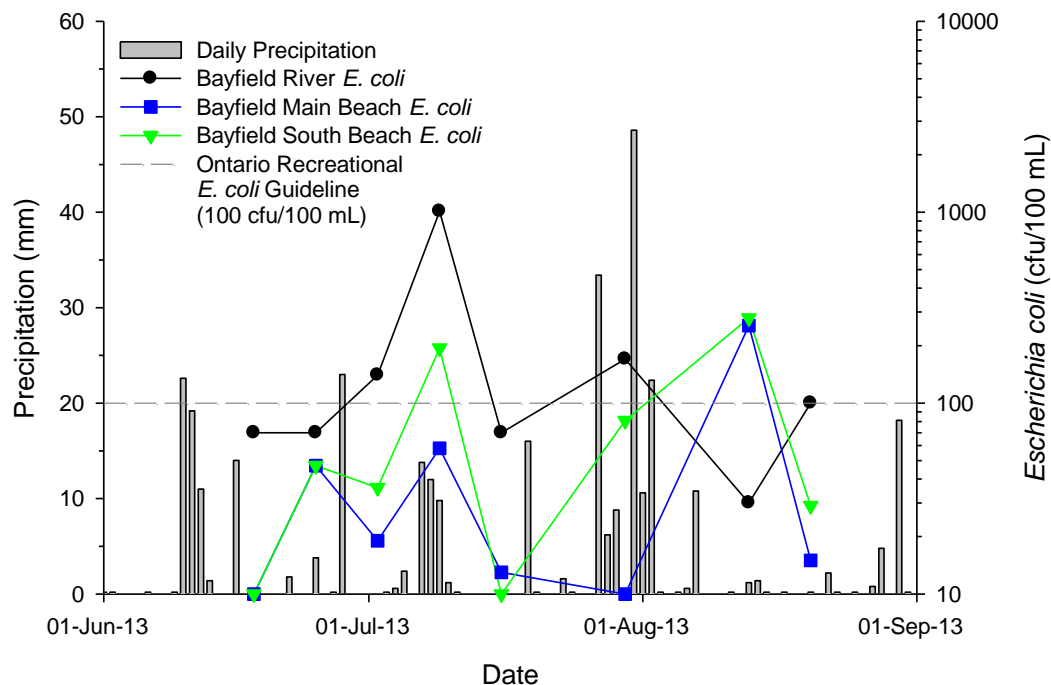 60
50
40
30
20
10
0
Precipitation (mm)
Daily Precipitation
Bayfield River E. coli
Bayfield Main Beach E. coli
Bayfield South Beach E. coli
Ontario Recreational
E. coli Guideline
(100 cfu/100 mL)
10000
1000
100
10
Escherichia coli (cfu/100 mL)
01-Jun-13 01-Jul-13 01-Aug-13 01-Sep-13
Date